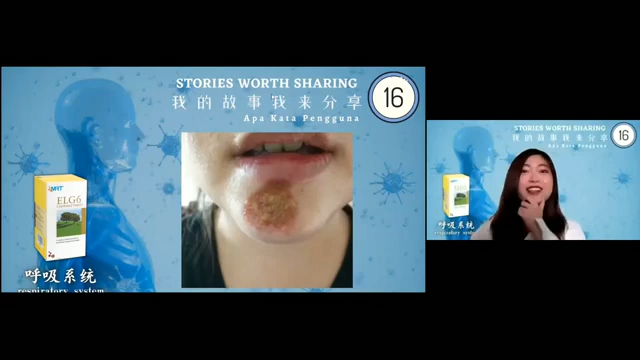 STORIES WORTH SHARING
我的故事我来分享
Apa Kata Pengguna
16
MRT
ELG6
呼吸系统
respiratory system
STORIES WORTH SHARING
我的故事我来分享
Apa Kata Pengguna
16
呼吸系统
respiratory system